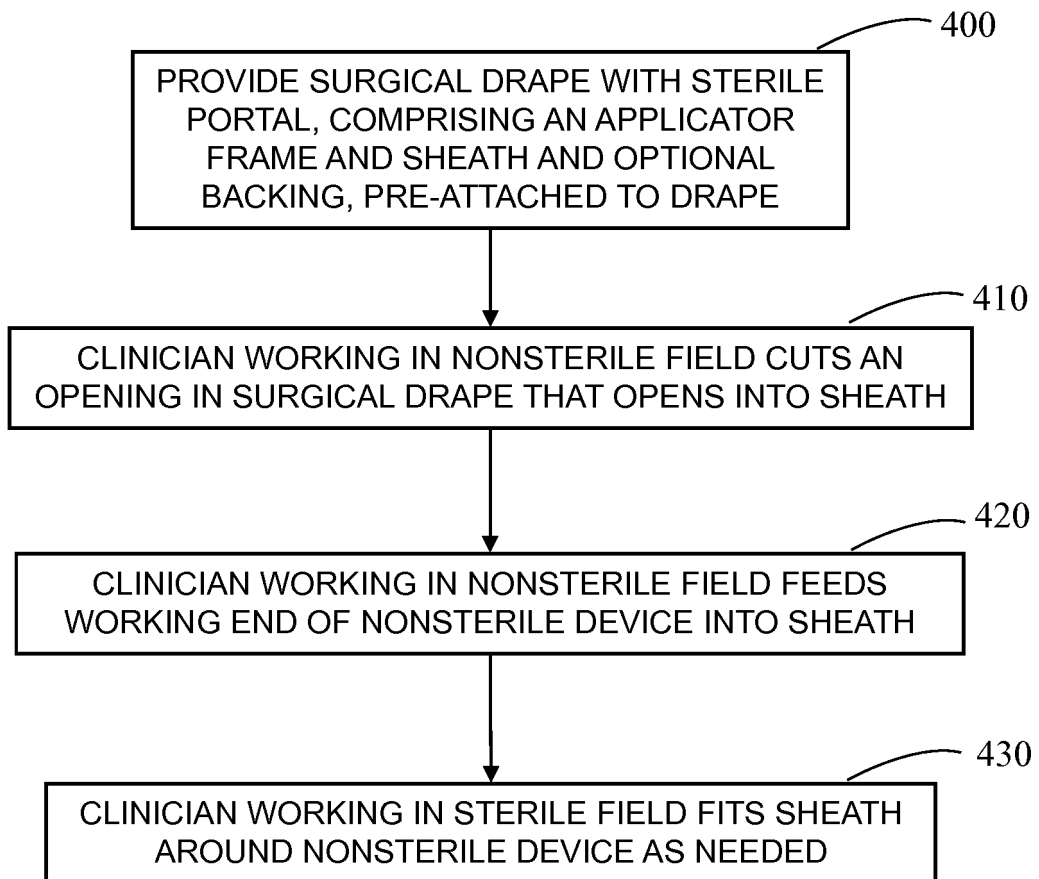 400
PROVIDE SURGICAL DRAPE WITH STERILE
PORTAL, COMPRISING AN APPLICATOR
FRAME AND SHEATH AND OPTIONAL
BACKING, PRE-ATTACHED TO DRAPE
410
CLINICIAN WORKING IN NONSTERILE FIELD CUTS AN
OPENING IN SURGICAL DRAPE THAT OPENS INTO SHEATH
420
CLINICIAN WORKING IN NONSTERILE FIELD FEEDS
WORKING END OF NONSTERILE DEVICE INTO SHEATH
430
CLINICIAN WORKING IN STERILE FIELD FITS SHEATH
AROUND NONSTERILE DEVICE AS NEEDED